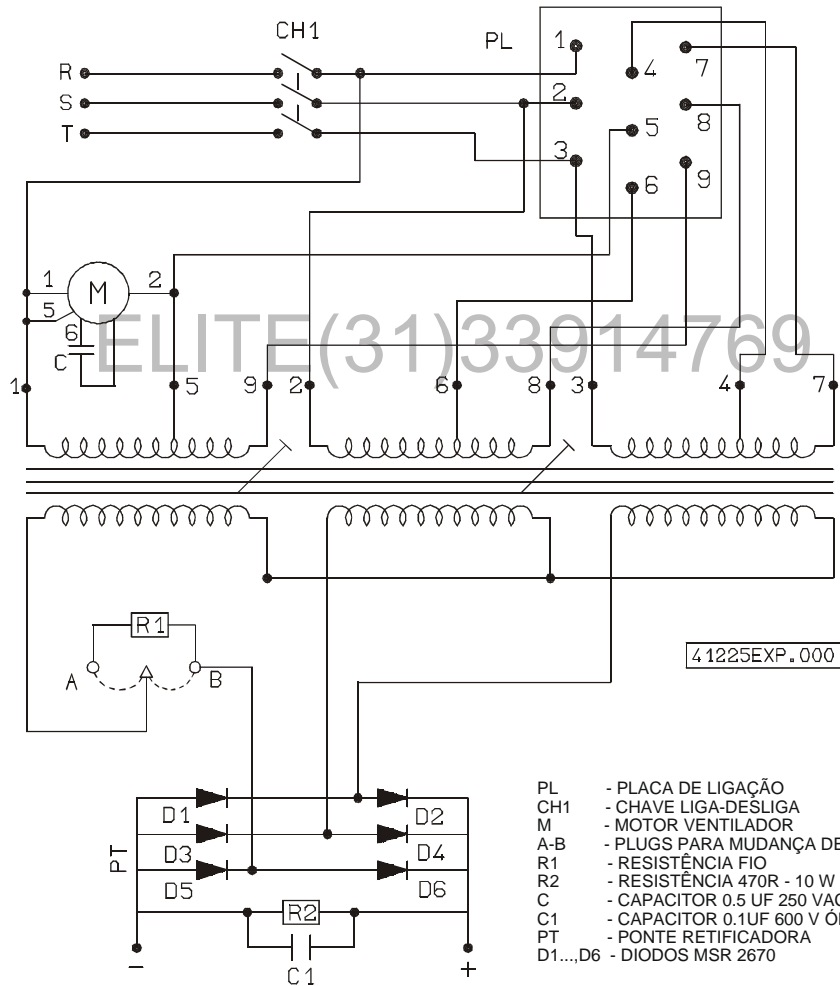 CH1
PL
R
S
T
1
2
3
4
5
6
7
8
9
1
M
2
5
6
C
ELITE(31)33914769
1
5
9
2
6
8
3
4
7
R1
A
B
41225EXP.000
D1
D2
D3
D4
D5
D6
PT
R2
C1
-
+
PL - PLACA DE LIGAÇÃO
CH1 - CHAVE LIGA-DESLIGA
M - MOTOR VENTILADOR
A-B - PLUGS PARA MUDANÇA DE
R1 - RESISTÊNCIA FIO
R2 - RESISTÊNCIA 470R - 10 W
C - CAPACITOR 0.5 UF 250 VAC
C1 - CAPACITOR 0.1UF 600 V
PT - PONTE RETIFICADORA
D1...,D6 - DIODOS MSR 2670